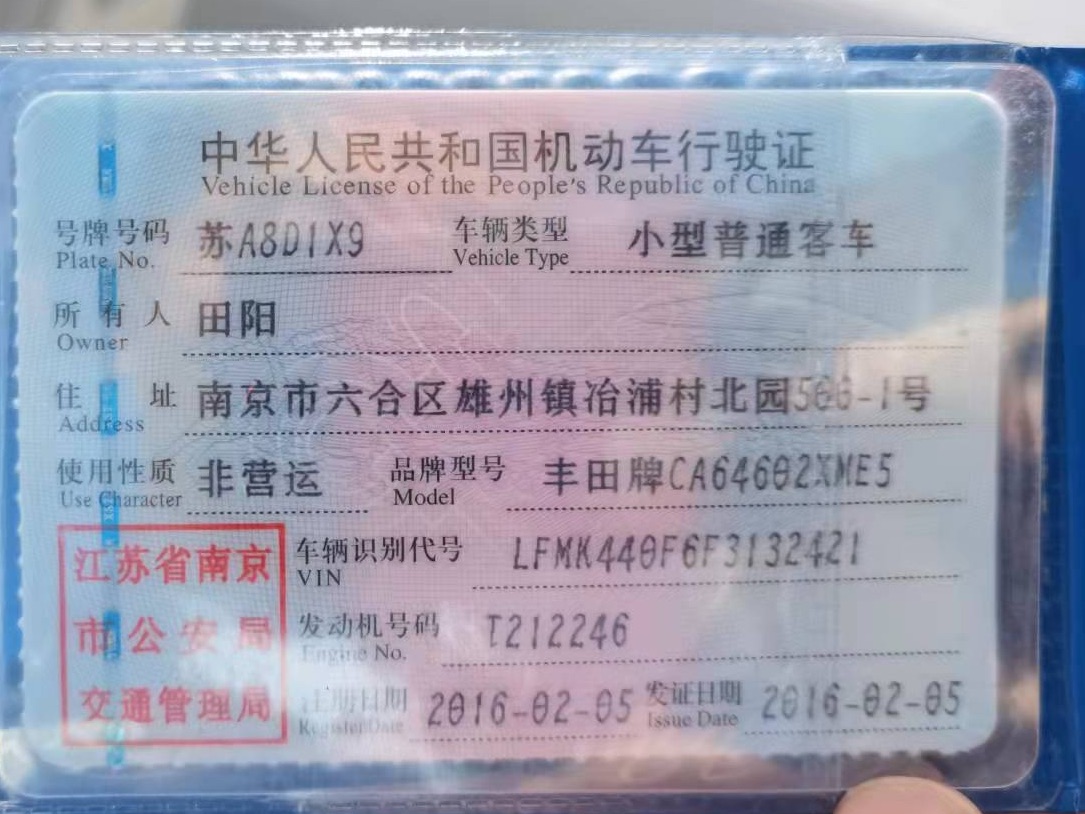 中华人民共和国机动车行驶证
Vehicle License of the People's Republic of China
号牌号码 苏A8D1X9 车辆类型 小型普通客车
Plate No. Vehicle Type
所有人 田阳
Owner
住址 南京市六合区雄州镇冶浦村北园500-1号
Address
使用性质 非营运 品牌型号 丰田牌CA64602XME5
Use Character Model
江苏省南京
市公安局
交通管理局
车辆识别代号 LFMK440F6F3132421
VIN
发动机号码 T212246
Engine No.
注册日期 2016-02-05 发证日期 2016-02-05
Register Date Issue Date